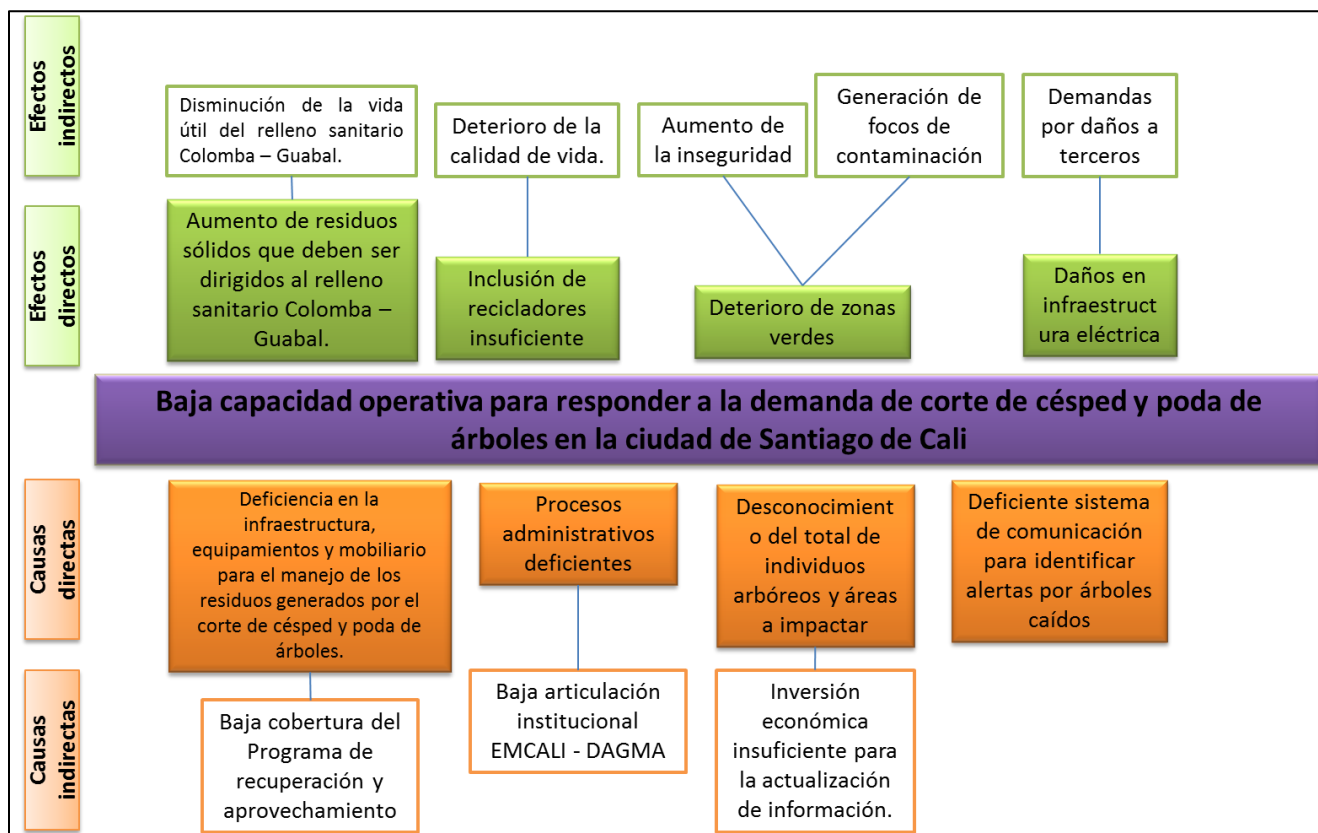 Efectos
indirectos
Disminución de la vida
útil del relleno sanitario
Colomba – Guabal.
Deterioro de la
calidad de vida.
Aumento de
la inseguridad
Generación de
focos de
contaminación
Demandas
por daños a
terceros
Efectos
directos
Aumento de residuos
sólidos que deben ser
dirigidos al relleno
sanitario Colomba –
Guabal.
Inclusión de
recicladores
insuficiente
Deterioro de zonas
verdes
Daños en
infraestruct
ura eléctrica
Baja capacidad operativa para responder a la demanda de corte de césped y poda de
árboles en la ciudad de Santiago de Cali
Causas
directas
Deficiencia en la
infraestructura,
equipamientos y mobiliario
para el manejo de los
residuos generados por el
corte de césped y poda de
árboles.
Procesos
administrativos
deficientes
Desconocimient
o del total de
individuos
arbóreos y áreas
a impactar
Deficiente sistema
de comunicación
para identificar
alertas por árboles
caídos
Causas
indirectas
Baja cobertura del
Programa de
recuperación y
aprovechamiento
Baja articulación
institucional
EMCALI - DAGMA
Inversión
económica
insuficiente para
la actualización
de información.